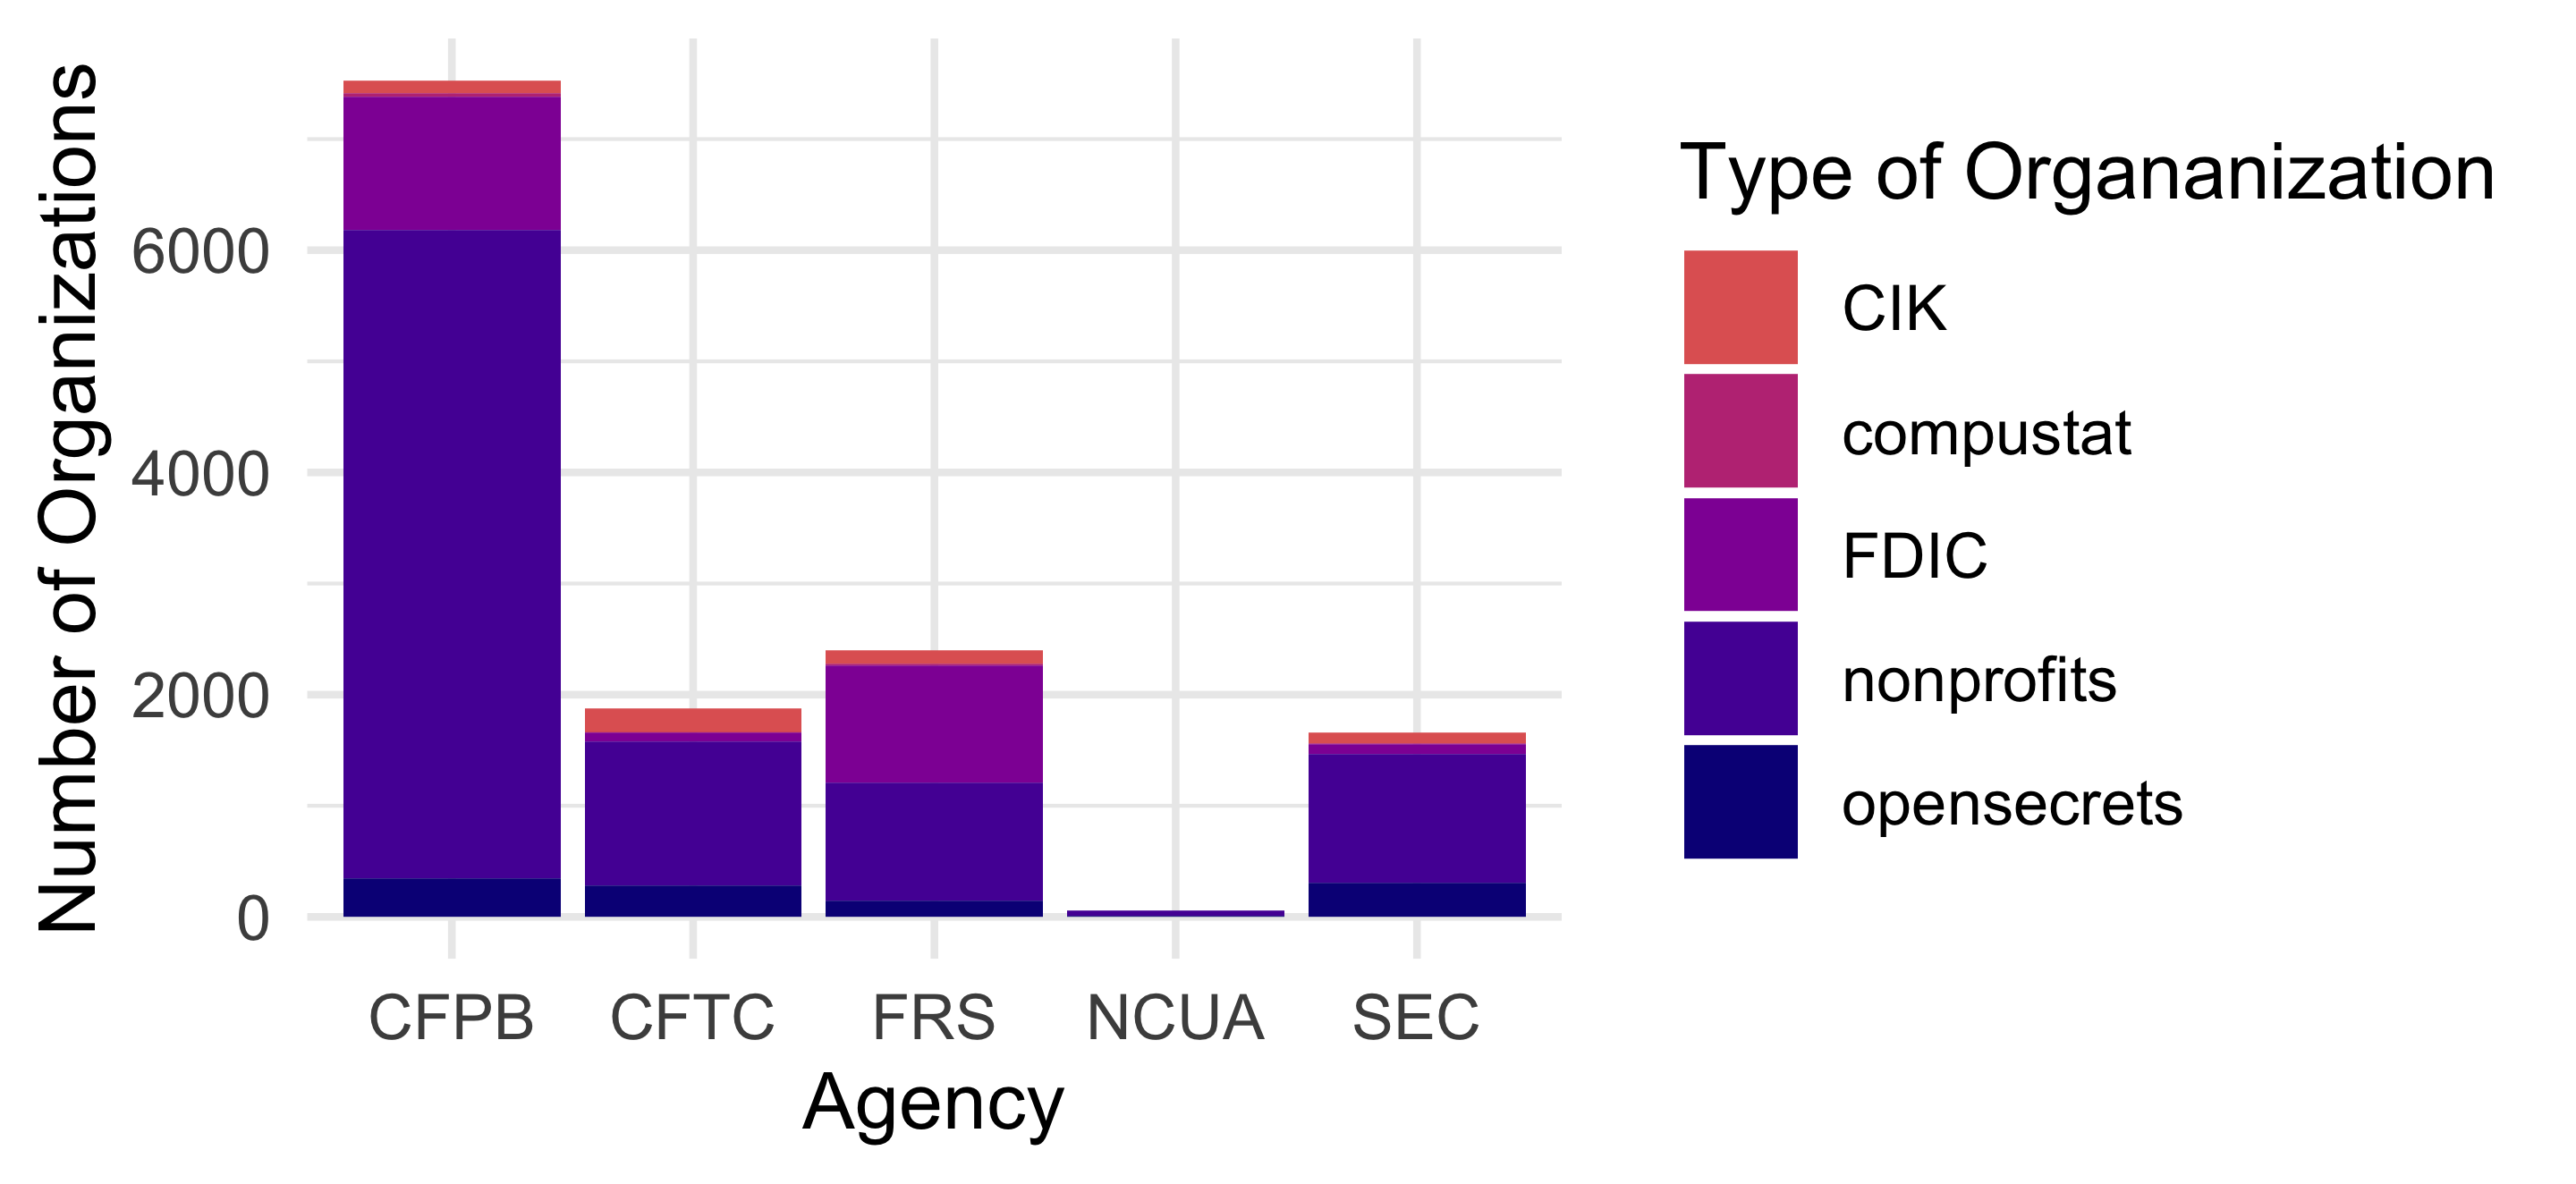 Number of Organizations
6000
4000
2000
0
CFPB CFTC FRS NCUA SEC
Agency
Type of Organanization
CIK
compustat
FDIC
nonprofits
opensecrets